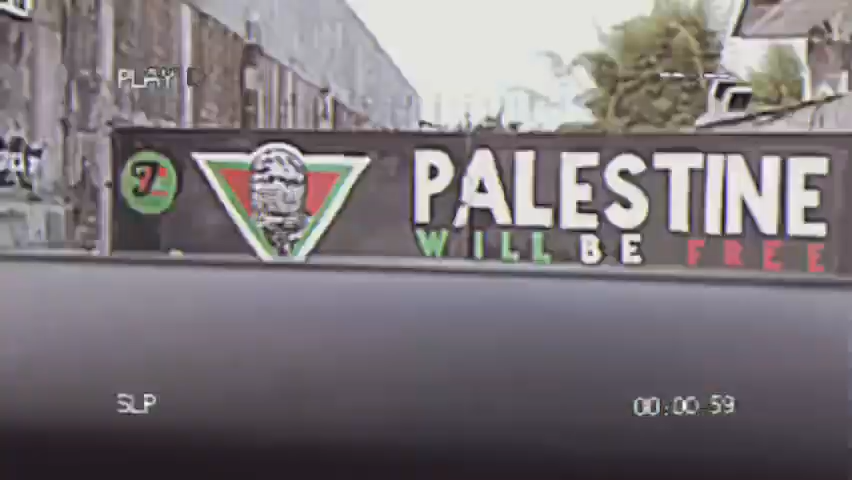 PLAY
PALESTINE
WILL BE FREE
SLP
00:00:59